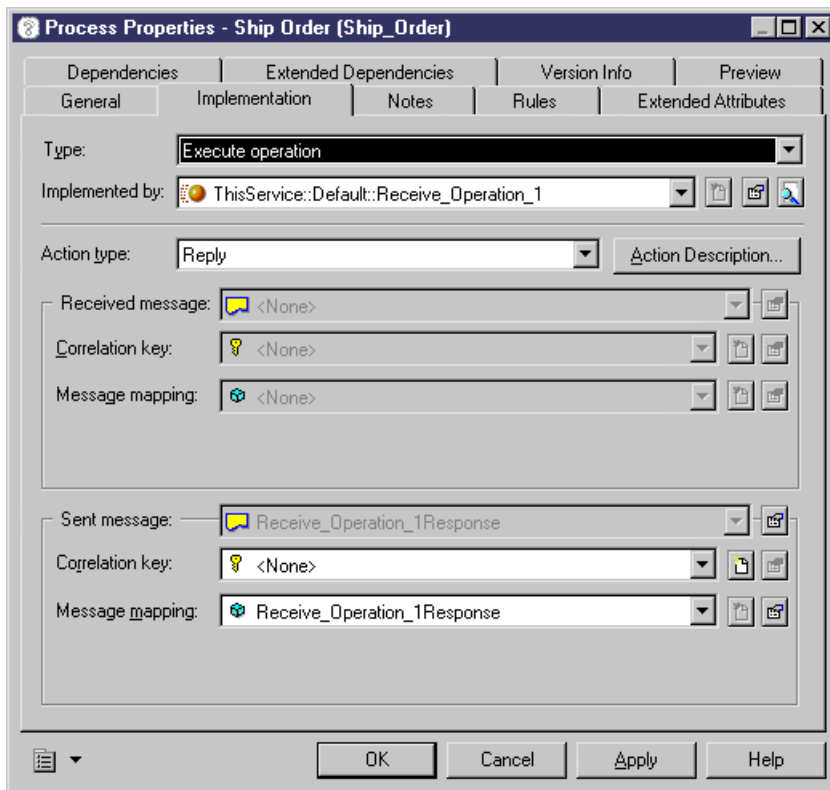 Process Properties - Ship Order (Ship_Order)
Dependencies Extended Dependencies Version Info Preview
General Implementation Notes Rules Extended Attributes
Type: Execute operation
Implemented by: ThisService::Default::Receive_Operation_1
Action type: Reply Action Description...
Received message: <None>
Correlation key: <None>
Message mapping: <None>
Sent message: Receive_Operation_1Response
Correlation key: <None>
Message mapping: Receive_Operation_1Response
OK Cancel Apply Help